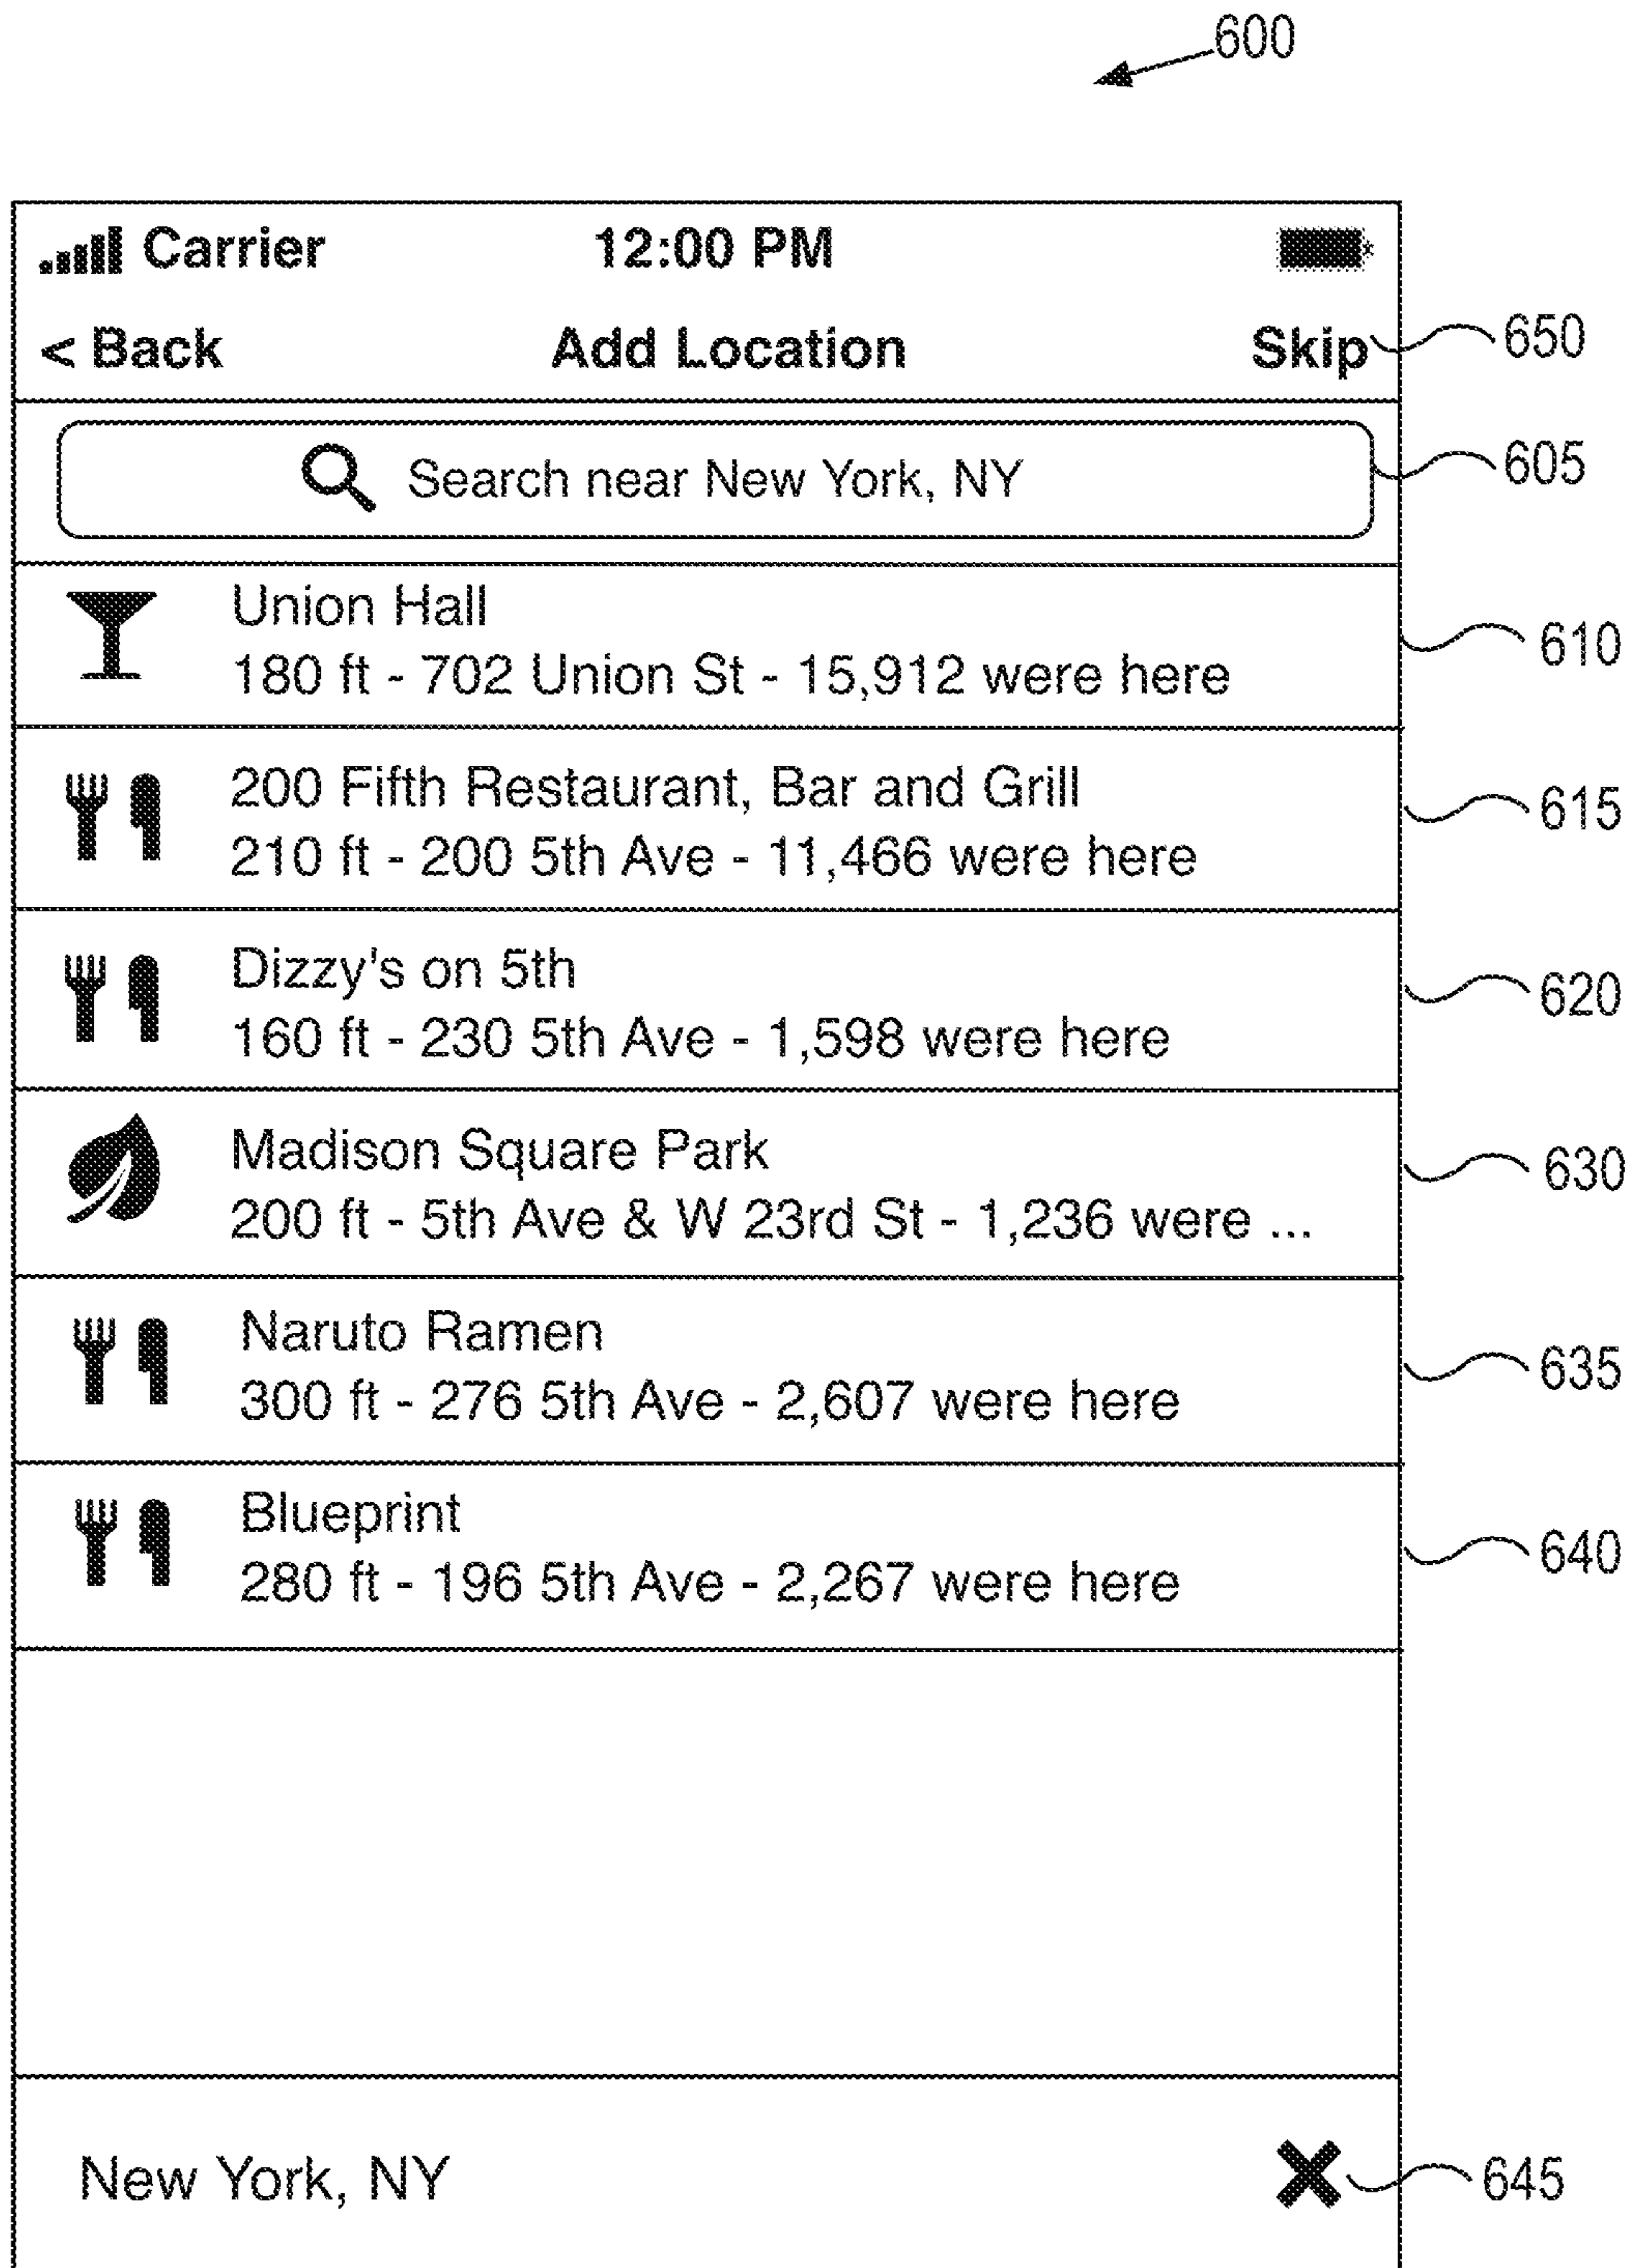 600
Carrier 12:00 PM
< Back Add Location Skip 650
Search near New York, NY 605
Union Hall
180 ft - 702 Union St - 15,912 were here 610
200 Fifth Restaurant, Bar and Grill
210 ft - 200 5th Ave - 11,466 were here 615
Dizzy's on 5th
160 ft - 230 5th Ave - 1,598 were here 620
Madison Square Park
200 ft - 5th Ave & W 23rd St - 1,236 were ... 630
Naruto Ramen
300 ft - 276 5th Ave - 2,607 were here 635
Blueprint
280 ft - 196 5th Ave - 2,267 were here 640
New York, NY 645